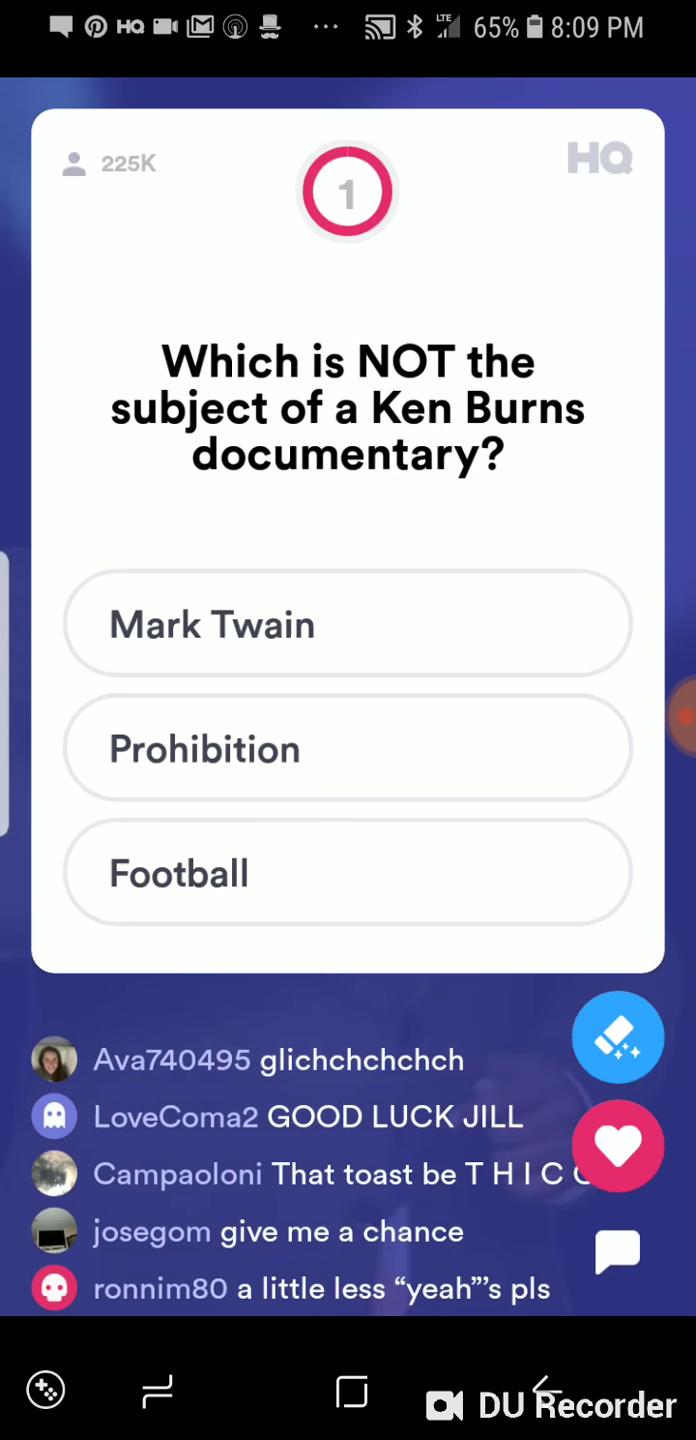 HQ LTE 65% 8:09 PM
225K 1 HQ
Which is NOT the
subject of a Ken Burns
documentary?
Mark Twain
Prohibition
Football
Ava740495 glichchchchch
LoveComa2 GOOD LUCK JILL
Campaoloni That toast be T H I C C
josegom give me a chance
ronnim80 a little less “yeah”’s pls
DU Recorder